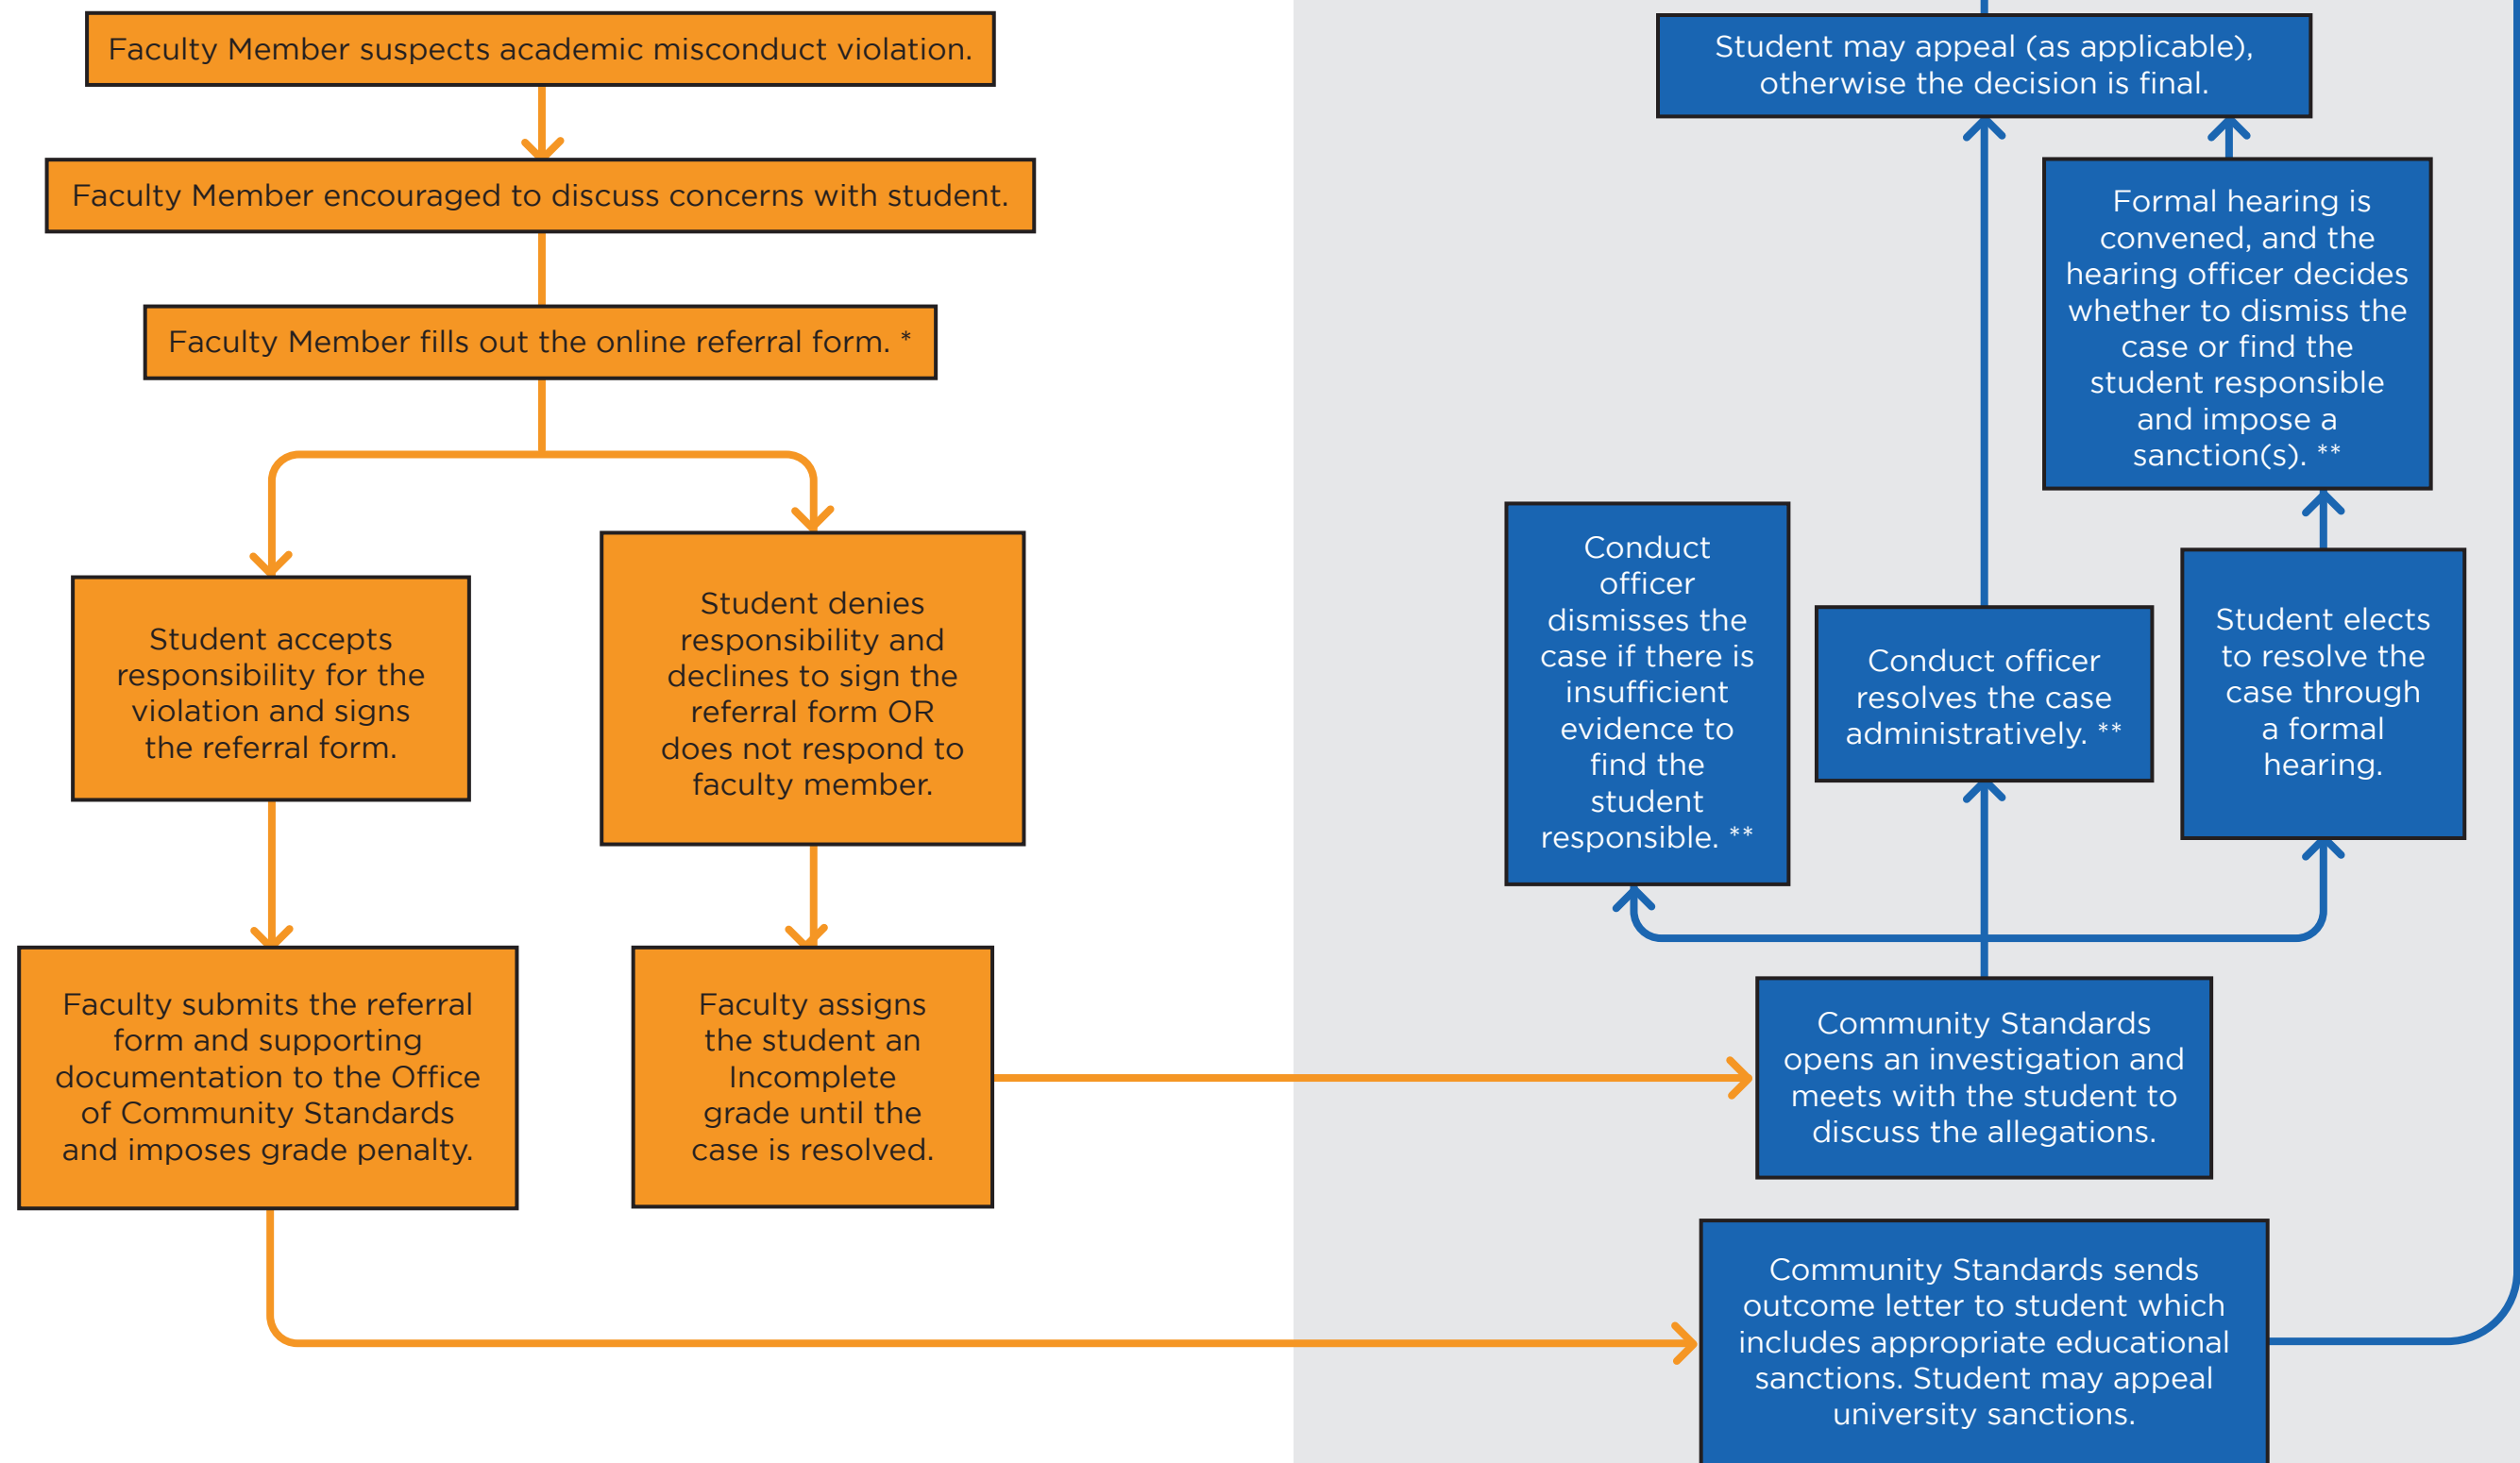 Faculty Member suspects academic misconduct violation.
Faculty Member encouraged to discuss concerns with student.
Faculty Member fills out the online referral form. *
Student accepts
responsibility for the
violation and signs
the referral form.
Student denies
responsibility and
declines to sign the
referral form OR
does not respond to
faculty member.
Faculty submits the referral
form and supporting
documentation to the Office
of Community Standards
and imposes grade penalty.
Faculty assigns
the student an
Incomplete
grade until the
case is resolved.
Student may appeal (as applicable),
otherwise the decision is final.
Formal hearing is
convened, and the
hearing officer decides
whether to dismiss the
case or find the
student responsible
and impose a
sanction(s). **
Conduct
officer
dismisses the
case if there is
insufficient
evidence to
find the
student
responsible. **
Conduct officer
resolves the case
administratively. **
Student elects
to resolve the
case through
a formal
hearing.
Community Standards
opens an investigation and
meets with the student to
discuss the allegations.
Community Standards sends
outcome letter to student which
includes appropriate educational
sanctions. Student may appeal
university sanctions.